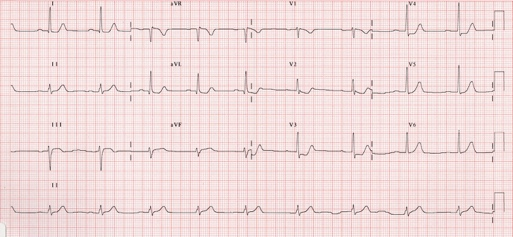 I aVR V1 V4
II aVL V2 V5
III aVF V3 V6
II